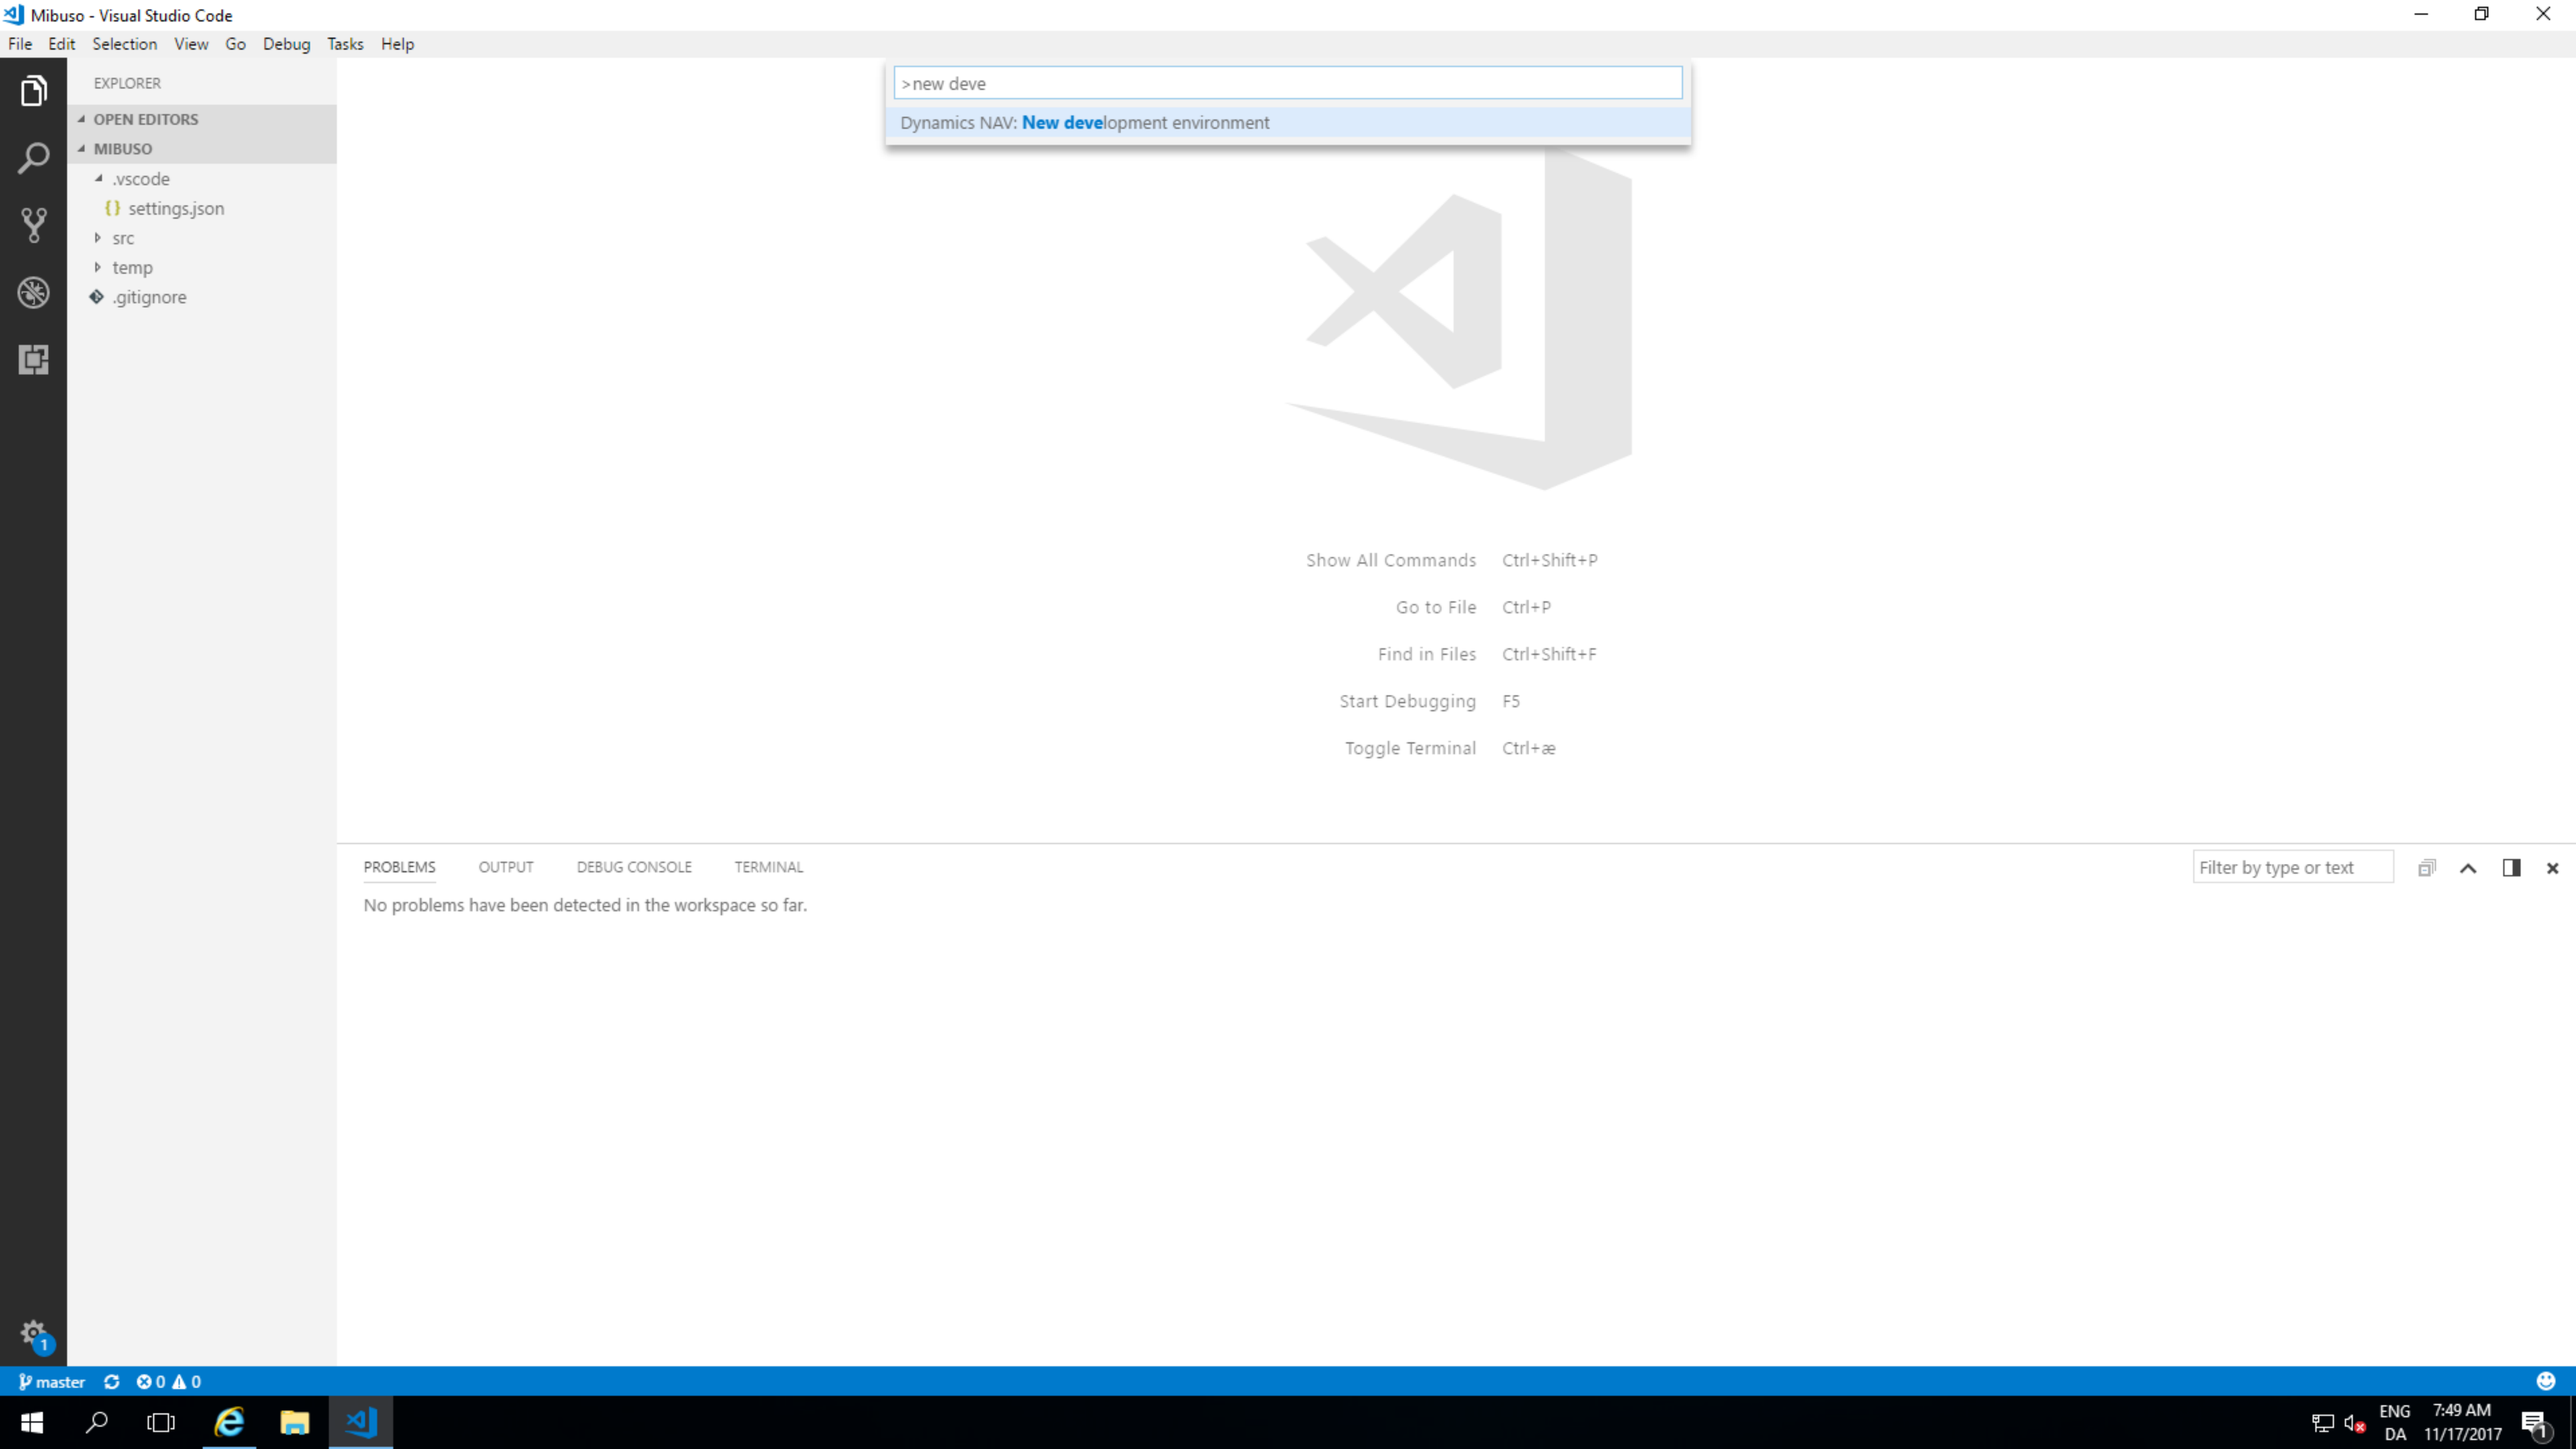 Mibuso - Visual Studio Code
File Edit Selection View Go Debug Tasks Help
EXPLORER
OPEN EDITORS
MIBUSO
.vscode
{} settings.json
src
temp
.gitignore
1
>new deve
Dynamics NAV: New development environment
Show All Commands Ctrl+Shift+P
Go to File Ctrl+P
Find in Files Ctrl+Shift+F
Start Debugging F5
Toggle Terminal Ctrl+æ
PROBLEMS OUTPUT DEBUG CONSOLE TERMINAL Filter by type or text
No problems have been detected in the workspace so far.
master 0 0
ENG 7:49 AM
DA 11/17/2017 1